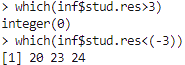 > which(inf$stud.res>3)
integer(0)
> which(inf$stud.res<(-3))
[1] 20 23 24